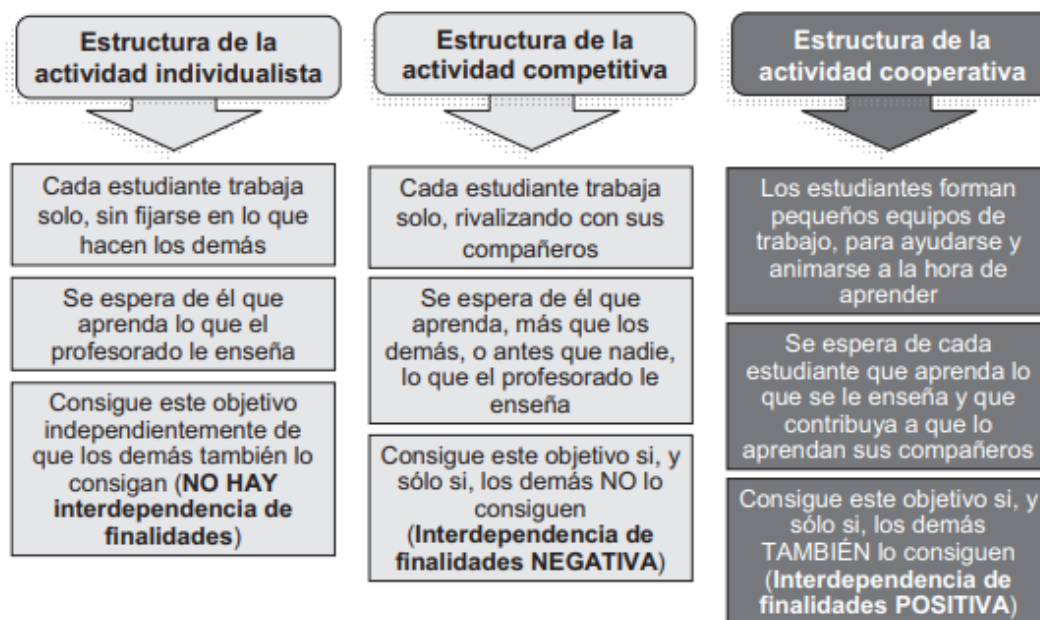 Estructura de la
actividad individualista
Cada estudiante trabaja
solo, sin fijarse en lo que
hacen los demás
Se espera de él que
aprenda lo que el
profesorado le enseña
Consigue este objetivo
independientemente de
que los demás también lo
consigan (NO HAY
interdependencia de
finalidades)
Estructura de la
actividad competitiva
Cada estudiante trabaja
solo, rivalizando con sus
compañeros
Se espera de él que
aprenda, más que los
demás, o antes que nadie,
lo que el profesorado le
enseña
Consigue este objetivo si, y
sólo si, los demás NO lo
consiguen
(Interdependencia de
finalidades NEGATIVA)
Estructura de la
actividad cooperativa
Los estudiantes forman
pequeños equipos de
trabajo, para ayudarse y
animarse a la hora de
aprender
Se espera de cada
estudiante que aprenda lo
que se le enseña y que
contribuya a que lo
aprendan sus compañeros
Consigue este objetivo si, y
sólo si, los demás
TAMBIÉN lo consiguen
(Interdependencia de
finalidades POSITIVA)